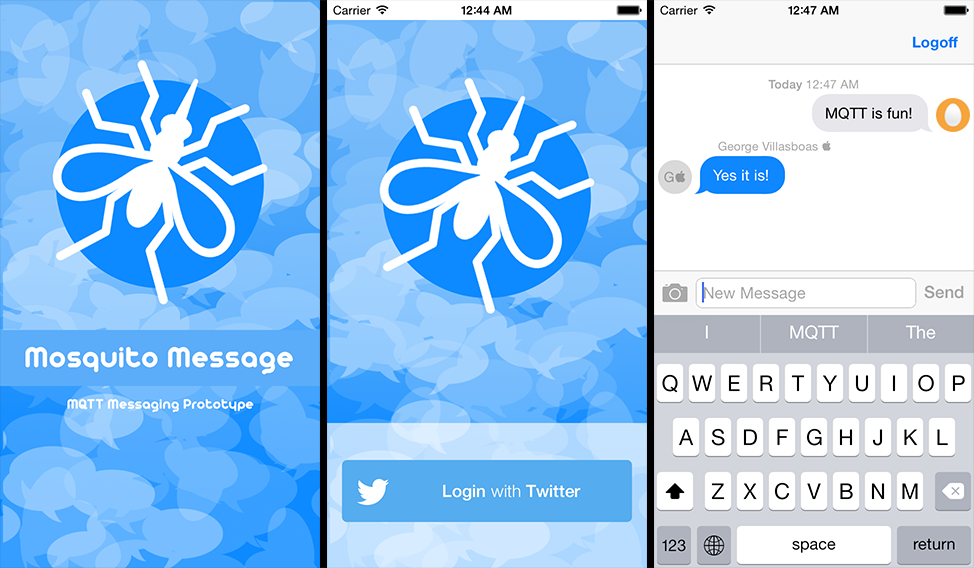 Mosquito Message
MQTT Messaging Prototype
Carrier 12:44 AM
Login with Twitter
Carrier 12:47 AM
Logoff
Today 12:47 AM
MQTT is fun!
George Villasboas
G
Yes it is!
New Message Send
I MQTT The
Q W E R T Y U I O P
A S D F G H J K L
Z X C V B N M
123 space return